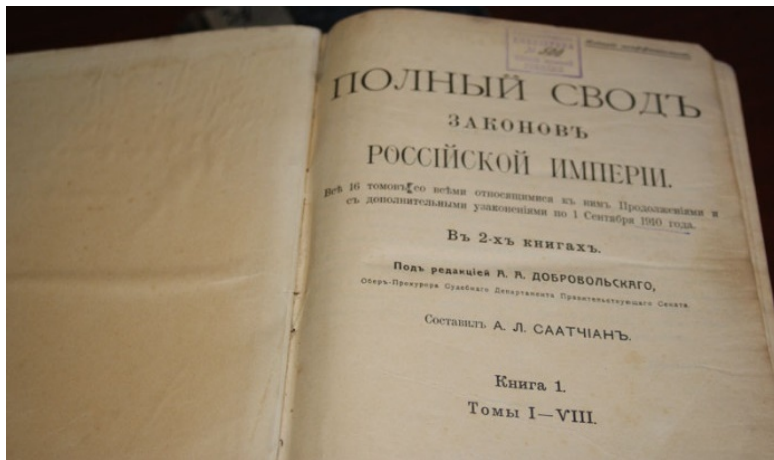 ПОЛНЫЙ СВОДЪ
ЗАКОНОВЪ
РОССІЙСКОЙ ИМПЕРІИ.
Всѣ 16 томовъ со всѣми относящимися къ нимъ Продолженіями и
съ дополнительными узаконеніями по 1 Сентября 1910 года.
Въ 2-хъ книгахъ.
Подъ редакціей А. А. ДОБРОВОЛЬСКАГО,
Оберъ-Прокурора Судебнаго Департамента Правительствующаго Сената.
Составилъ А. Л. СААТЧІАНЪ.
Книга 1.
Томы I—VIII.